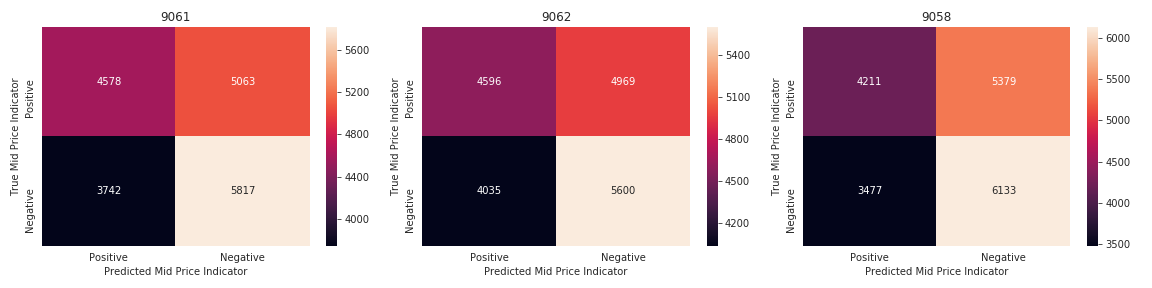 9061
True Mid Price Indicator
Positive
Negative
4578
5063
3742
5817
Positive
Negative
Predicted Mid Price Indicator
5600
5200
4800
4400
4000
9062
True Mid Price Indicator
Positive
Negative
4596
4969
4035
5600
Positive
Negative
Predicted Mid Price Indicator
5400
5100
4800
4500
4200
9058
True Mid Price Indicator
Positive
Negative
4211
5379
3477
6133
Positive
Negative
Predicted Mid Price Indicator
6000
5500
5000
4500
4000
3500